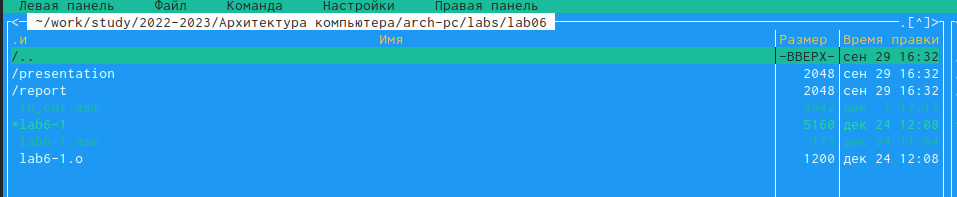 Левая панель Файл Команда Настройки Правая панель
<─ ~/work/study/2022-2023/Архитектура компьютера/arch-pc/labs/lab06 .[^]>
.и Имя Размер Время правки
/.. -ВВЕРХ- сен 29 16:32
/presentation 2048 сен 29 16:32
/report 2048 сен 29 16:32
in_out.asm 3942 дек 7 17:17
*lab6-1 5160 дек 24 12:08
lab6-1.asm 173 дек 24 11:54
lab6-1.o 1200 дек 24 12:08